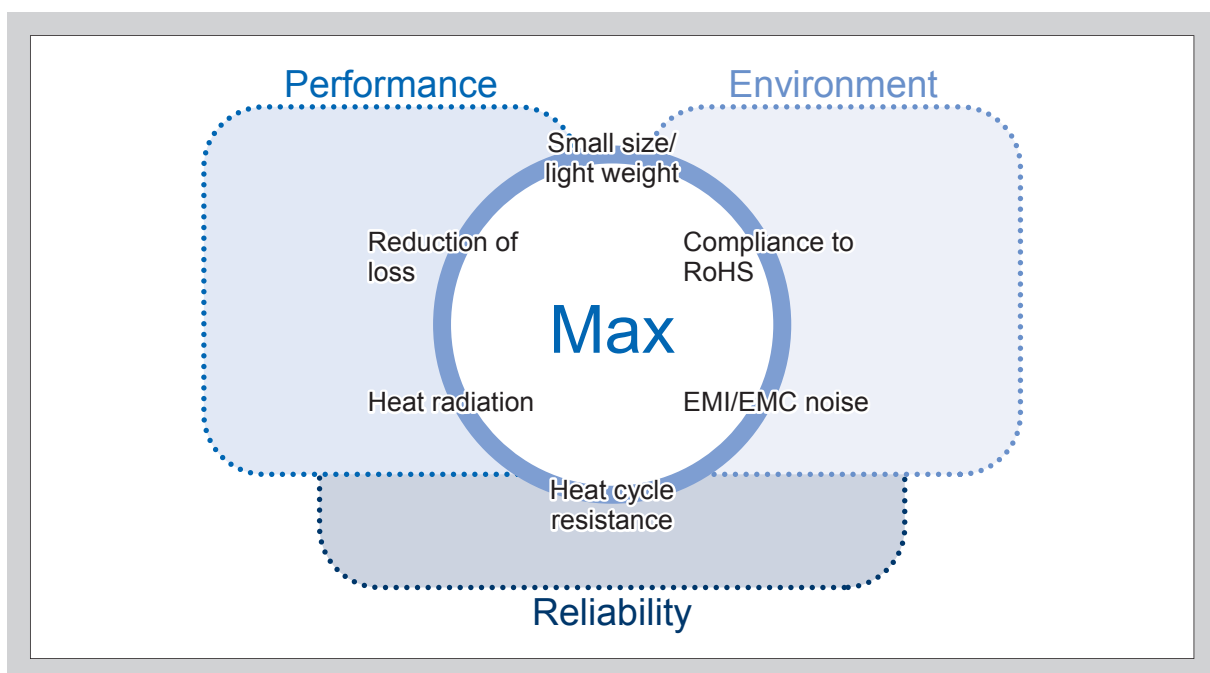 Performance
Environment
Small size/
light weight
Reduction of
loss
Compliance to
RoHS
Max
Heat radiation
EMI/EMC noise
Heat cycle
resistance
Reliability